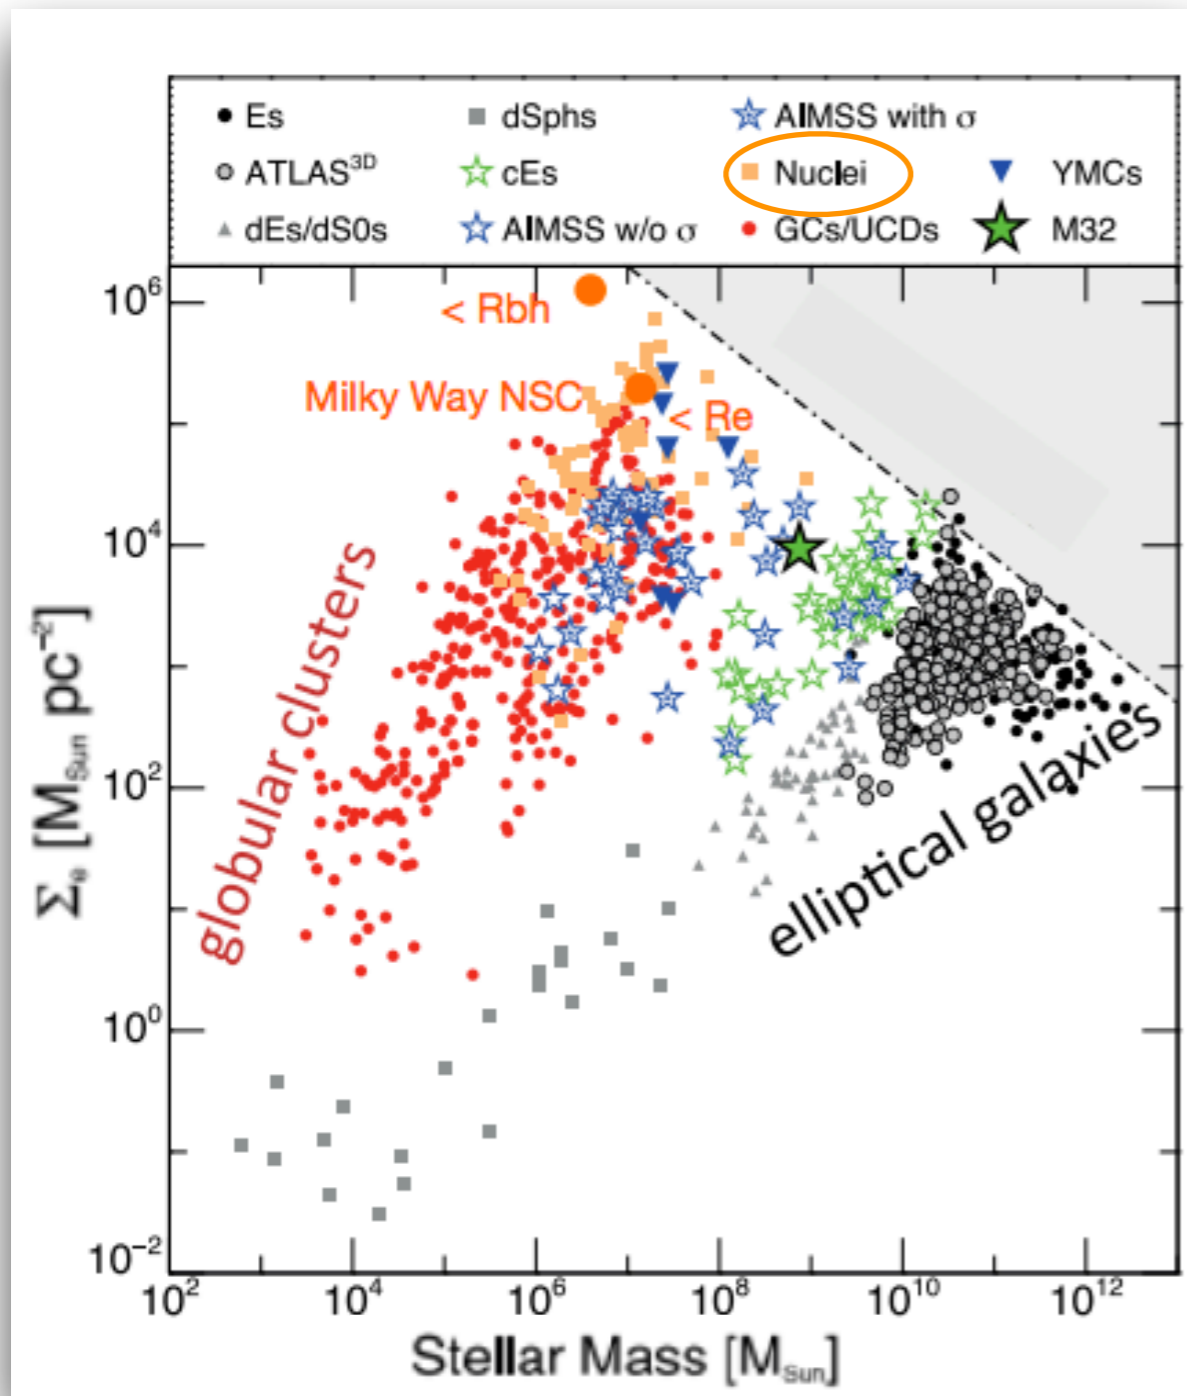 Es dSphs AIMSS with σ
ATLAS³ᴰ cEs Nuclei YMCs
dEs/dS0s AIMSS w/o σ GCs/UCDs M32
10⁶
< Rbh
Milky Way NSC
< Re
10⁴
globular clusters
10²
elliptical galaxies
10⁰
10⁻²
Σₑ [M_Sun pc⁻²]
10² 10⁴ 10⁶ 10⁸ 10¹⁰ 10¹²
Stellar Mass [M_Sun]